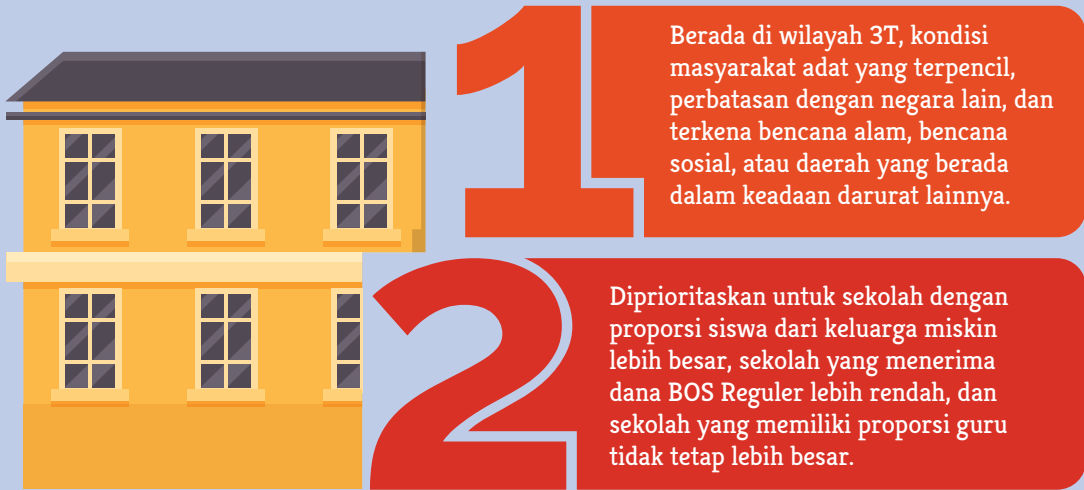 1
Berada di wilayah 3T, kondisi
masyarakat adat yang terpencil,
perbatasan dengan negara lain, dan
terkena bencana alam, bencana
sosial, atau daerah yang berada
dalam keadaan darurat lainnya.
2
Diprioritaskan untuk sekolah dengan
proporsi siswa dari keluarga miskin
lebih besar, sekolah yang menerima
dana BOS Reguler lebih rendah, dan
sekolah yang memiliki proporsi guru
tidak tetap lebih besar.